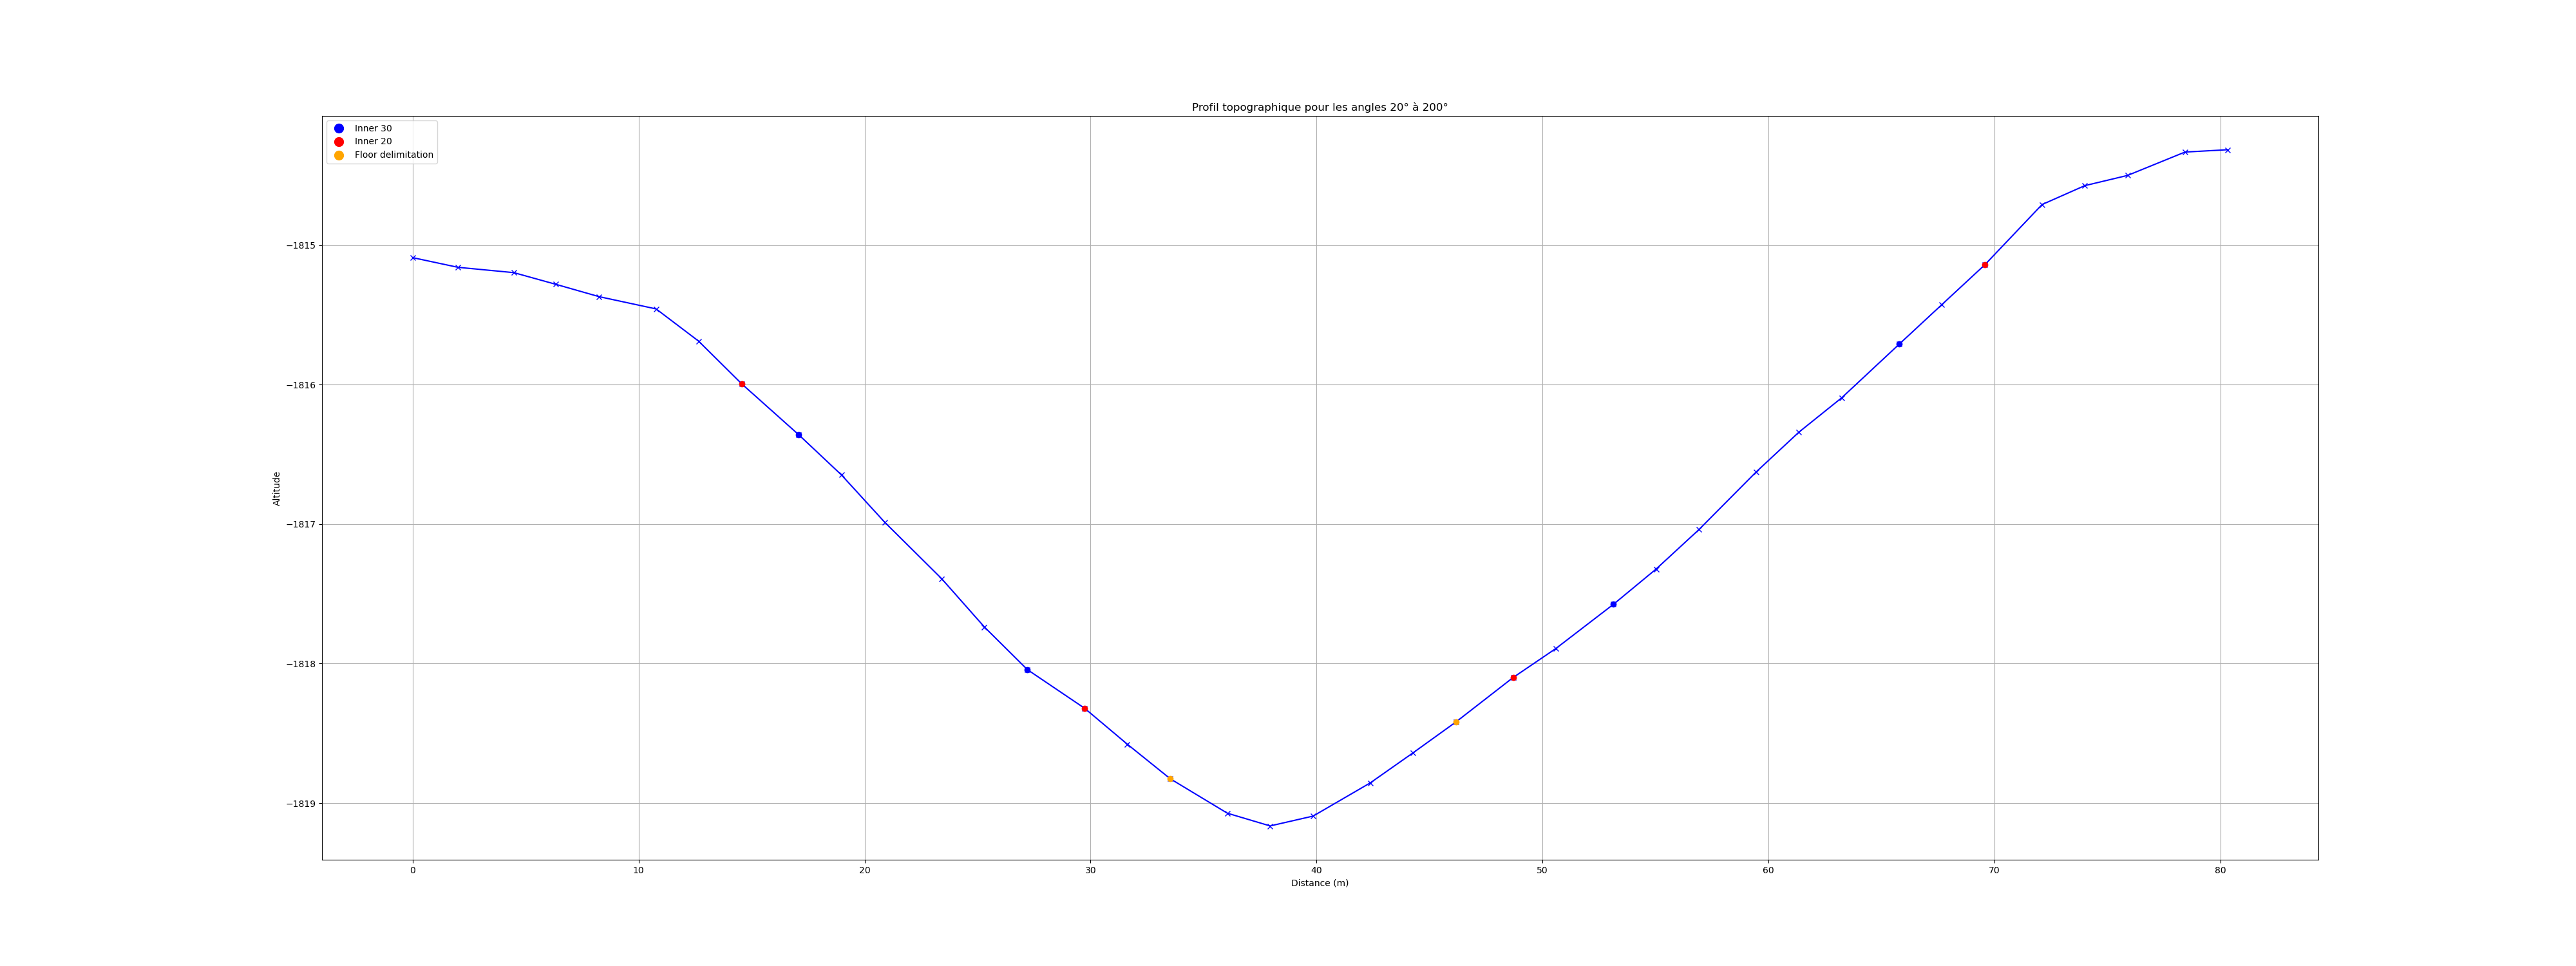 Profil topographique pour les angles 20° à 200°
Inner 30
Inner 20
Floor delimitation
Altitude
−1815
−1816
−1817
−1818
−1819
0 10 20 30 40 50 60 70 80
Distance (m)